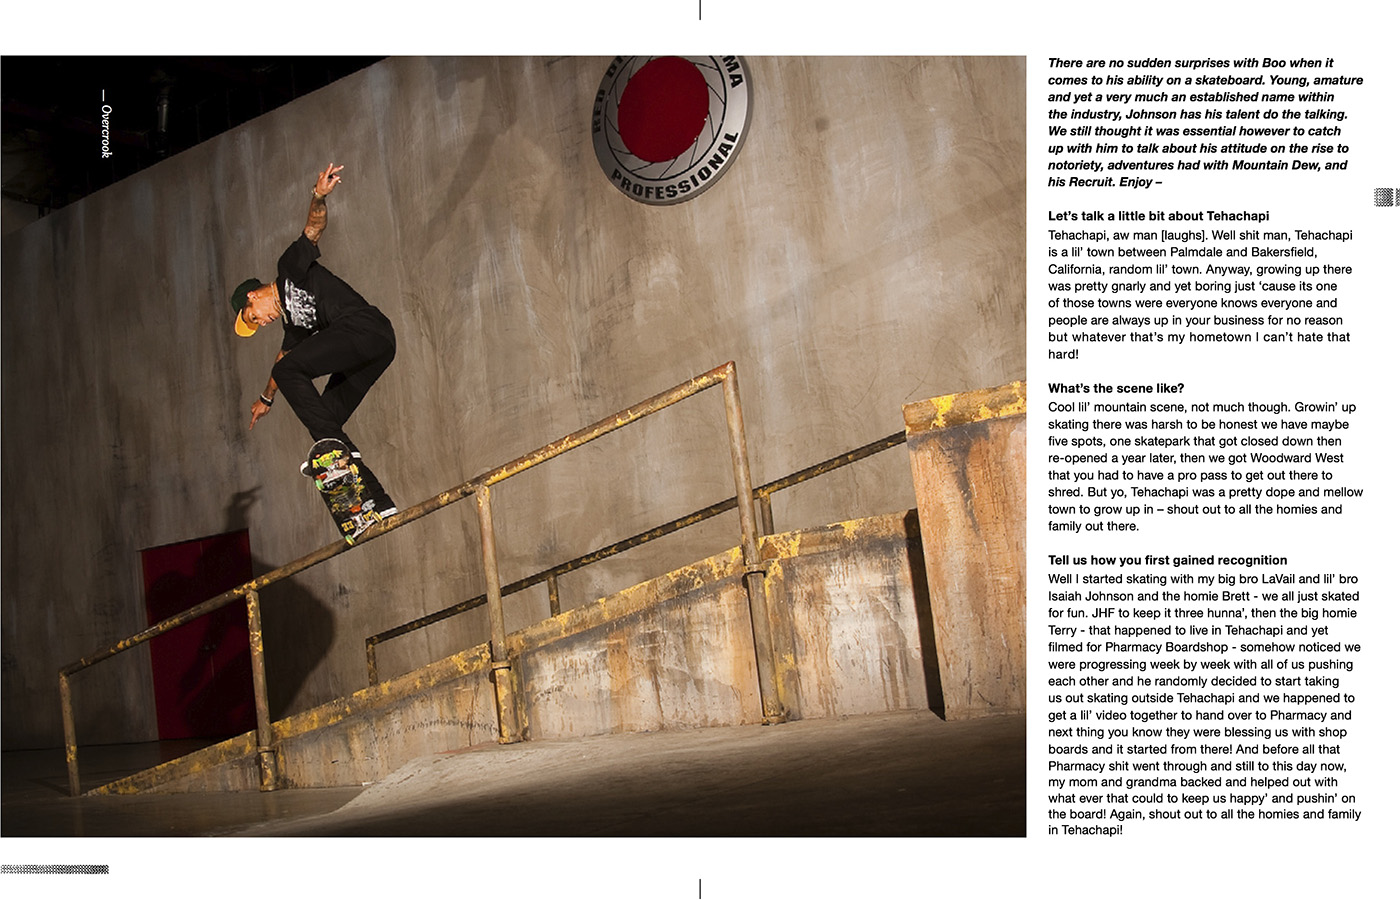 — Overcrook
RED D
MA
PROFESSIONAL
There are no sudden surprises with Boo when it
comes to his ability on a skateboard. Young, amature
and yet a very much an established name within
the industry, Johnson has his talent do the talking.
We still thought it was essential however to catch
up with him to talk about his attitude on the rise to
notoriety, adventures had with Mountain Dew, and
his Recruit. Enjoy –
Let's talk a little bit about Tehachapi
Tehachapi, aw man [laughs]. Well shit man, Tehachapi
is a lil' town between Palmdale and Bakersfield,
California, random lil' town. Anyway, growing up there
was pretty gnarly and yet boring just 'cause its one
of those towns were everyone knows everyone and
people are always up in your business for no reason
but whatever that's my hometown I can't hate that
hard!
What's the scene like?
Cool lil' mountain scene, not much though. Growin' up
skating there was harsh to be honest we have maybe
five spots, one skatepark that got closed down then
re-opened a year later, then we got Woodward West
that you had to have a pro pass to get out there to
shred. But yo, Tehachapi was a pretty dope and mellow
town to grow up in – shout out to all the homies and
family out there.
Tell us how you first gained recognition
Well I started skating with my big bro LaVail and lil' bro
Isaiah Johnson and the homie Brett - we all just skated
for fun. JHF to keep it three hunna', then the big homie
Terry - that happened to live in Tehachapi and yet
filmed for Pharmacy Boardshop - somehow noticed we
were progressing week by week with all of us pushing
each other and he randomly decided to start taking
us out skating outside Tehachapi and we happened to
get a lil' video together to hand over to Pharmacy and
next thing you know they were blessing us with shop
boards and it started from there! And before all that
Pharmacy shit went through and still to this day now,
my mom and grandma backed and helped out with
what ever that could to keep us happy' and pushin' on
the board! Again, shout out to all the homies and family
in Tehachapi!